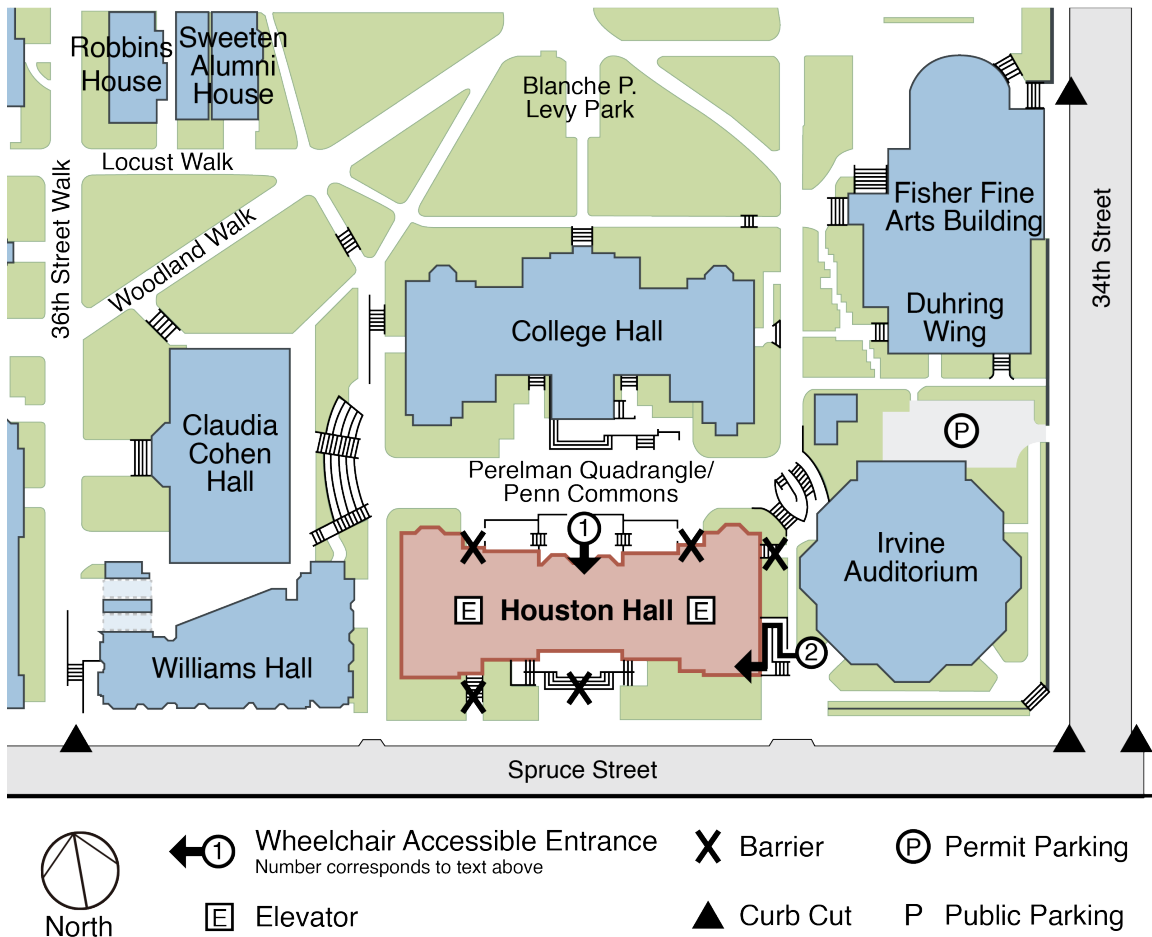 Robbins
House
Sweeten
Alumni
House
Blanche P.
Levy Park
Locust Walk
36th Street Walk
Woodland Walk
Fisher Fine
Arts Building
34th Street
Duhring
Wing
College Hall
Claudia
Cohen
Hall
P
Perelman Quadrangle/
Penn Commons
1
Irvine
Auditorium
E
Houston Hall
E
2
Williams Hall
Spruce Street
1
Wheelchair Accessible Entrance
Number corresponds to text above
Barrier
P
Permit Parking
North
E
Elevator
Curb Cut
P
Public Parking